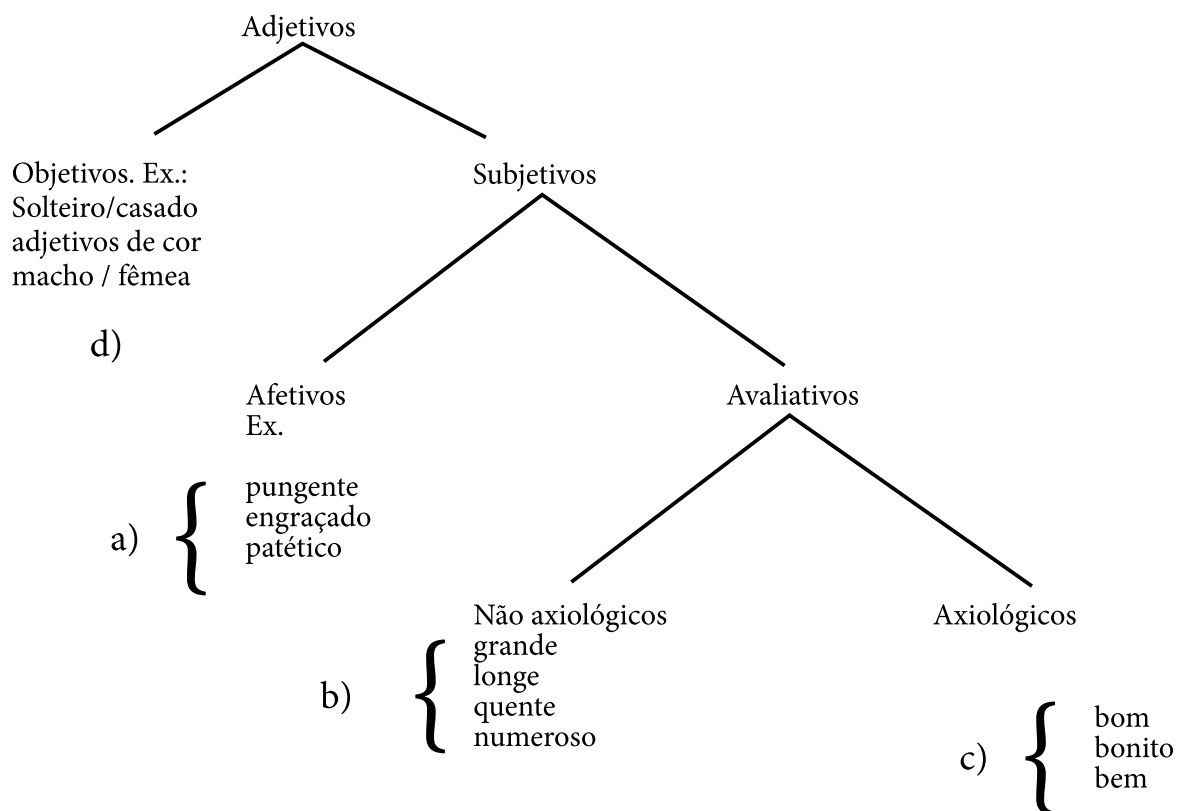 Adjetivos
Objetivos. Ex.:
Solteiro/casado
adjetivos de cor
macho / fêmea
Subjetivos
d)
Afetivos
Ex.
Avaliativos
a)
pungente
engraçado
patético
Não axiológicos
b)
grande
longe
quente
numeroso
Axiológicos
c)
bom
bonito
bem